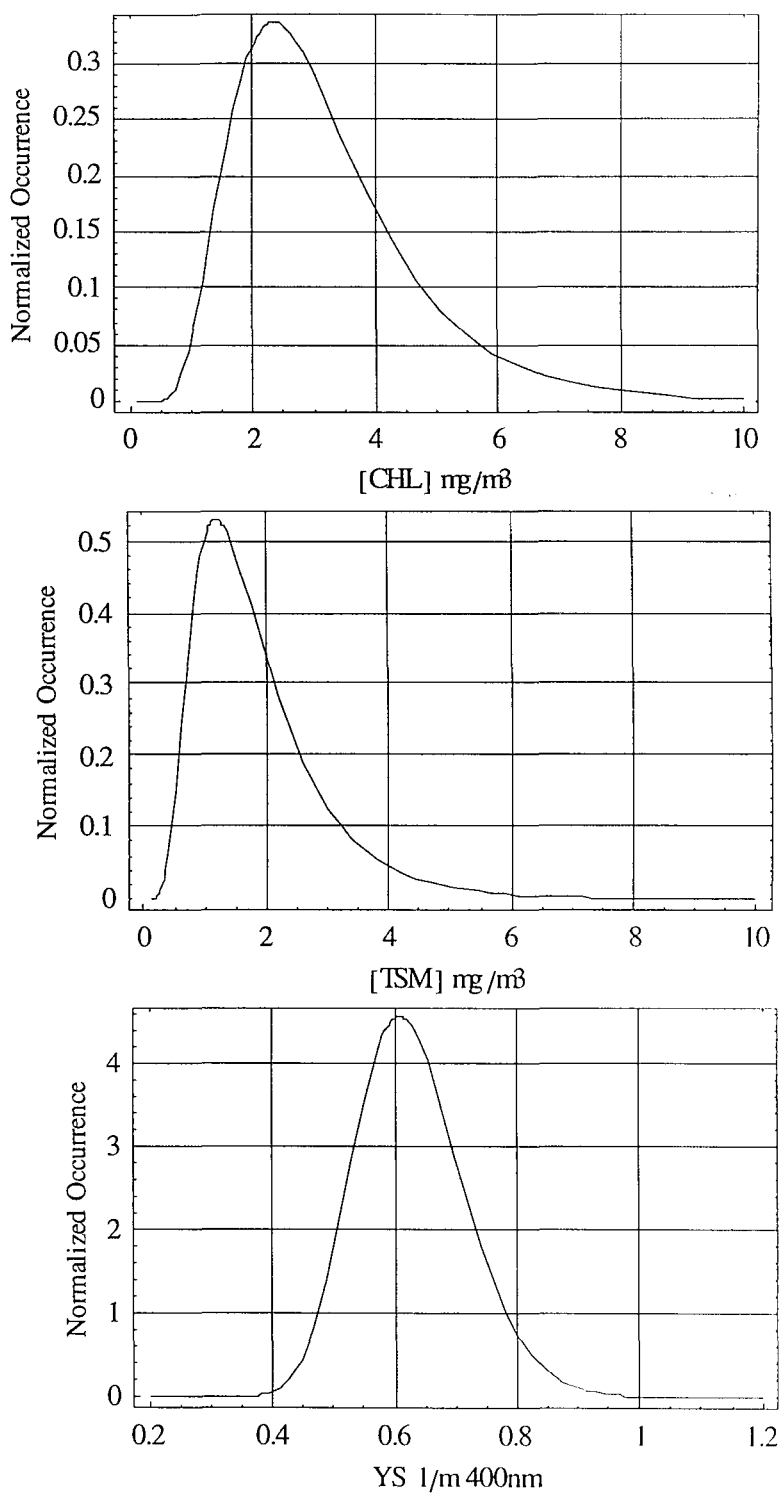 Normalized Occurrence
0.3
0.25
0.2
0.15
0.1
0.05
0
0 2 4 6 8 10
[CHL] mg/m3
Normalized Occurrence
0.5
0.4
0.3
0.2
0.1
0
0 2 4 6 8 10
[TSM] mg/m3
Normalized Occurrence
4
3
2
1
0
0.2 0.4 0.6 0.8 1 1.2
YS 1/m 400nm